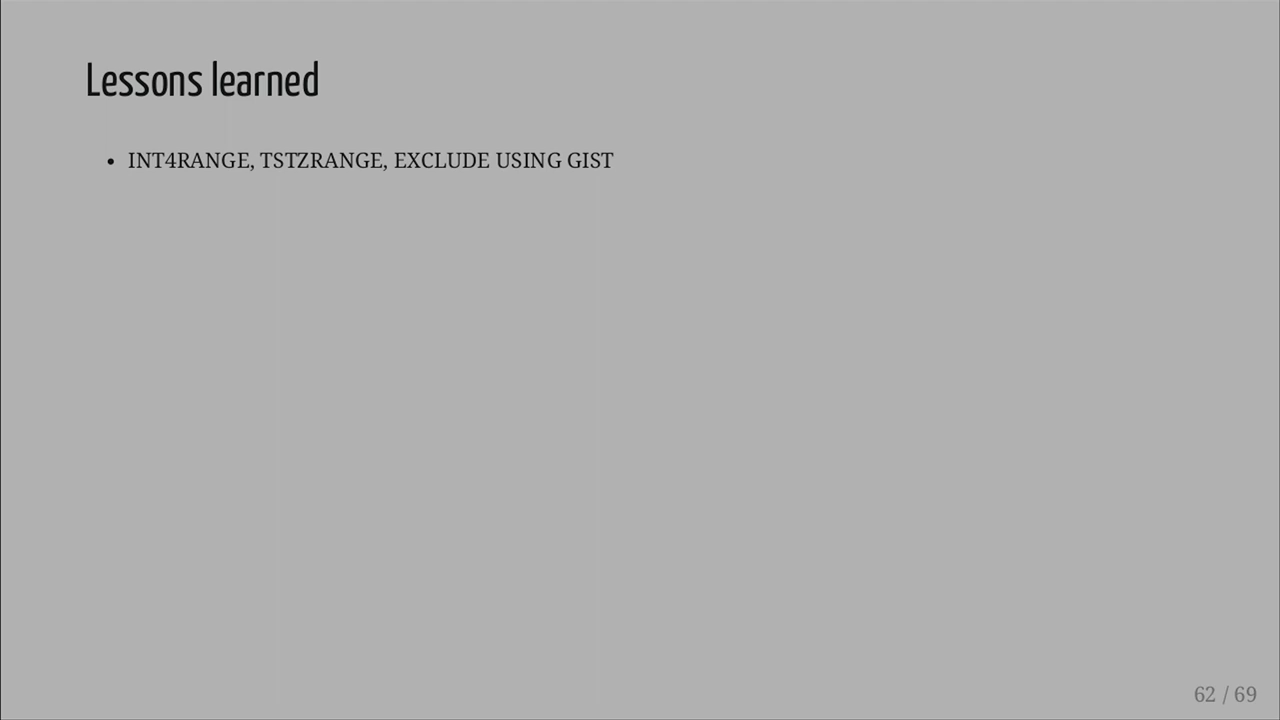 Lessons learned
• INT4RANGE, TSTZRANGE, EXCLUDE USING GIST
62 / 69